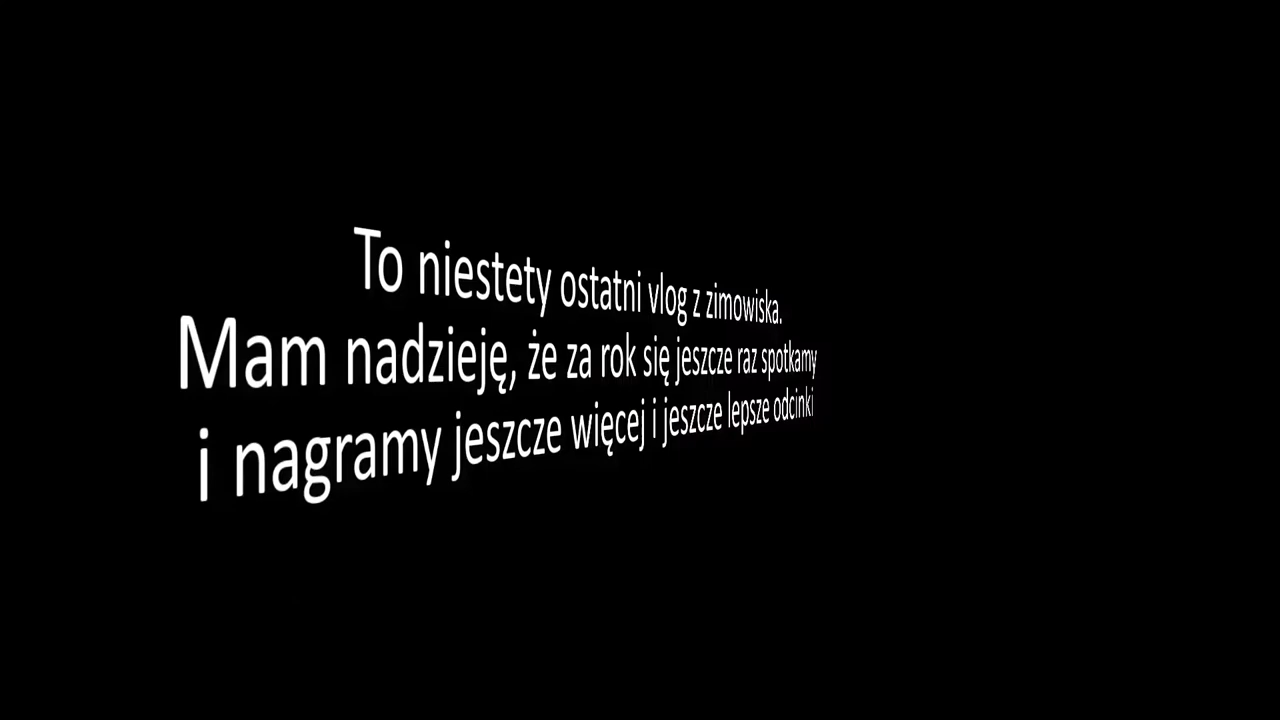 To niestety ostatni vlog z zimowiska.
Mam nadzieję, że za rok się jeszcze raz spotkamy
i nagramy jeszcze więcej i jeszcze lepsze odcinki